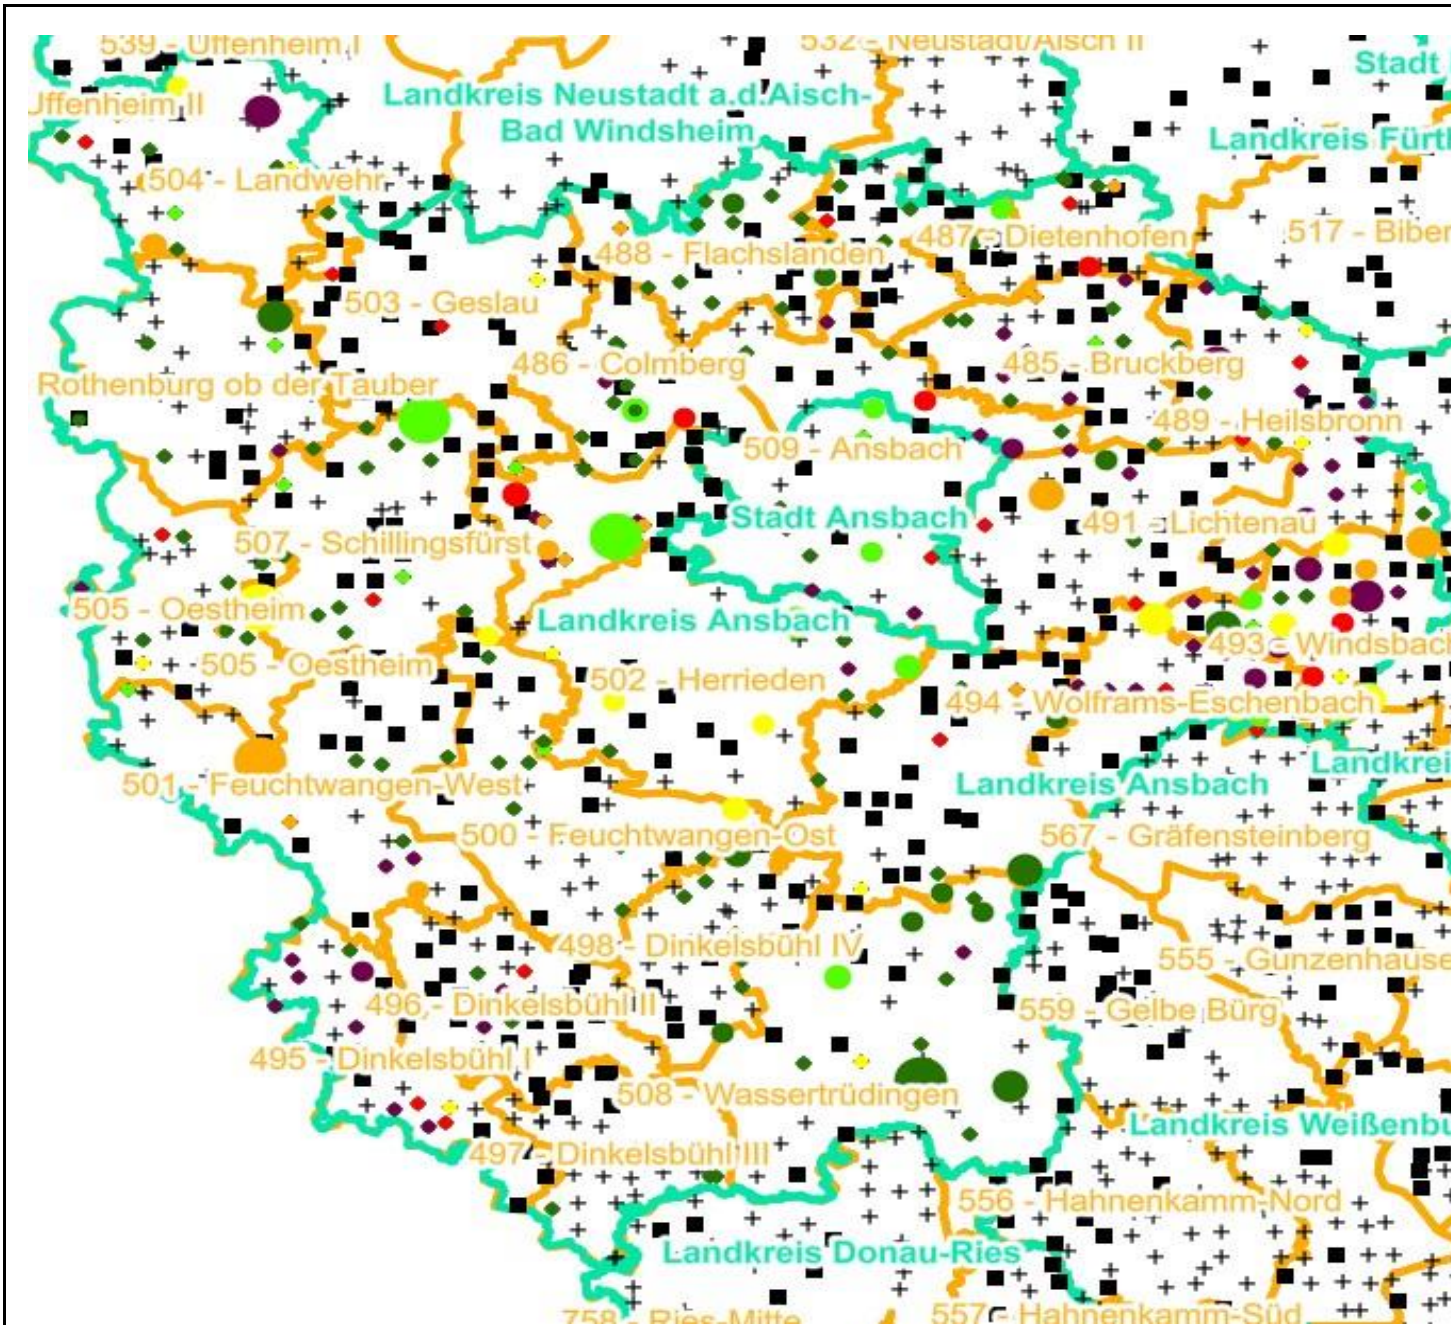 539 - Uffenheim I
532 - Neustadt/Aisch II
Stadt
Landkreis Neustadt a.d.Aisch-
Bad Windsheim
Uffenheim II
Landkreis Fürth
504 - Landwehr
488 - Flachslanden
487 - Dietenhofen
517 - Biber
503 - Geslau
486 - Colmberg
485 - Bruckberg
Rothenburg ob der Tauber
489 - Heilsbronn
509 - Ansbach
Stadt Ansbach
491 - Lichtenau
507 - Schillingsfürst
505 - Oestheim
Landkreis Ansbach
493 - Windsbach
505 - Oestheim
502 - Herrieden
494 - Wolframs-Eschenbach
Landkrei
501 - Feuchtwangen-West
Landkreis Ansbach
500 - Feuchtwangen-Ost
567 - Gräfensteinberg
498 - Dinkelsbühl IV
555 - Gunzenhause
496 - Dinkelsbühl II
559 - Gelbe Bürg
495 - Dinkelsbühl I
508 - Wassertrüdingen
Landkreis Weißenbu
497 - Dinkelsbühl III
556 - Hahnenkamm-Nord
Landkreis Donau-Ries
758 - Ries-Mitte
557 - Hahnenkamm-Süd